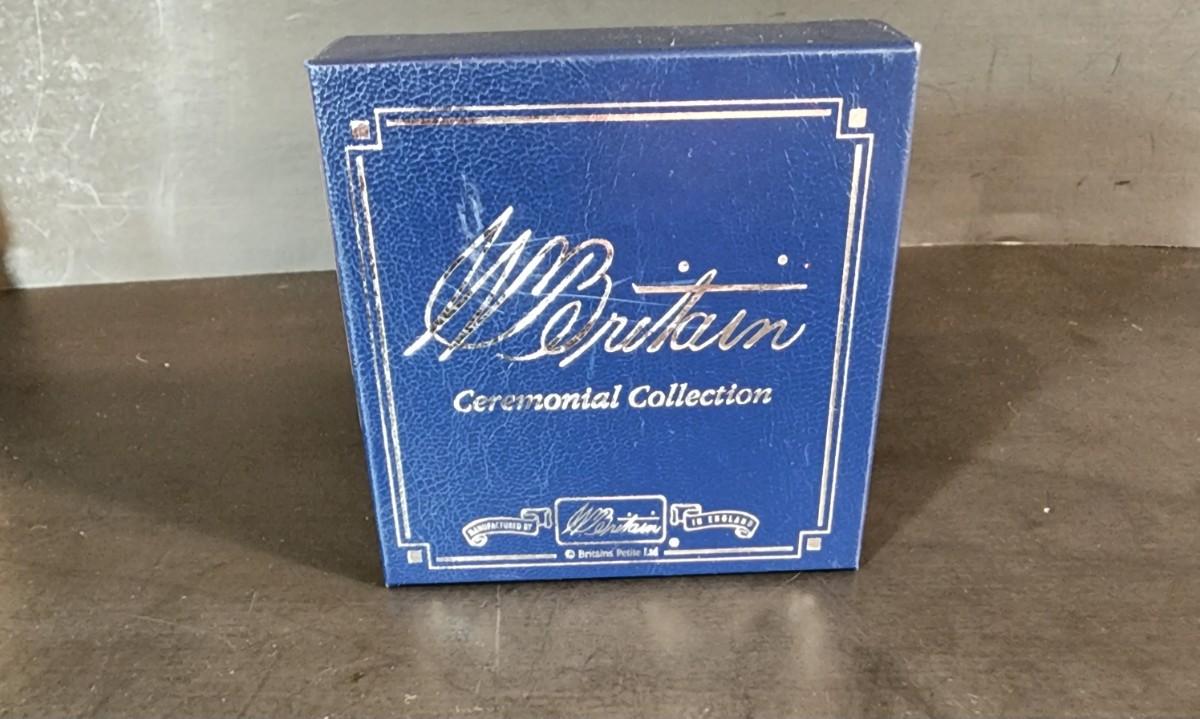 W Britain
Ceremonial Collection
MANUFACTURED BY
W Britain
IN ENGLAND
© Britains Petite Ltd